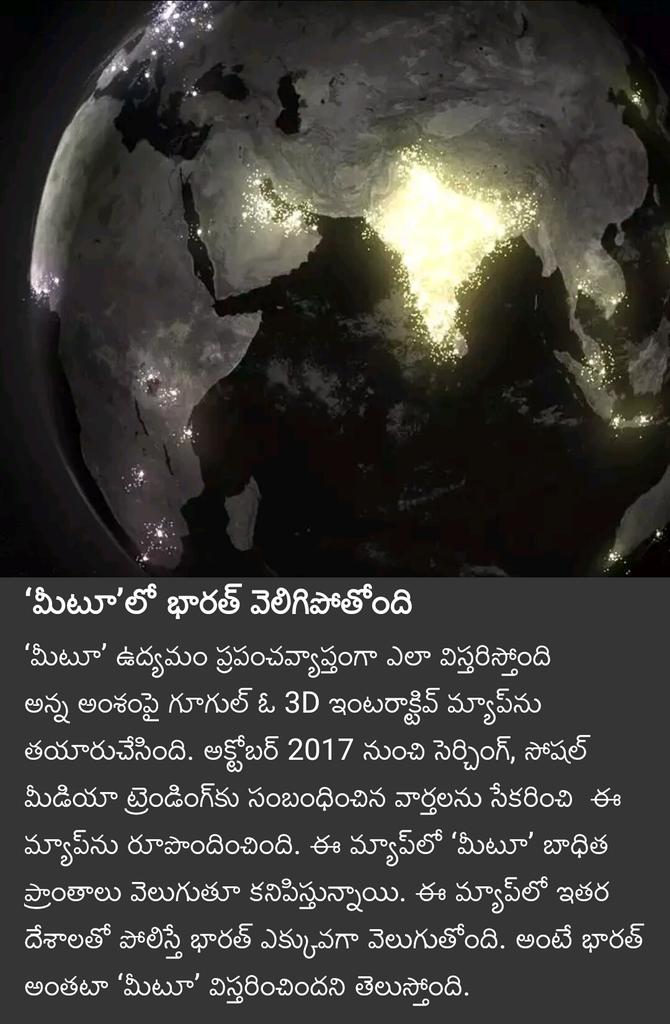 ‘మీటూ’లో భారత్ వెలిగిపోతోంది
‘మీటూ’ ఉద్యమం ప్రపంచవ్యాప్తంగా ఎలా విస్తరిస్తోంది
అన్న అంశంపై గూగుల్ ఓ 3D ఇంటరాక్టివ్ మ్యాప్‌ను
తయారుచేసింది. అక్టోబర్ 2017 నుంచి సెర్చింగ్, సోషల్
మీడియా ట్రెండింగ్‌కు సంబంధించిన వార్తలను సేకరించి ఈ
మ్యాప్‌ను రూపొందించింది. ఈ మ్యాప్‌లో ‘మీటూ’ బాధిత
ప్రాంతాలు వెలుగుతూ కనిపిస్తున్నాయి. ఈ మ్యాప్‌లో ఇతర
దేశాలతో పోలిస్తే భారత్ ఎక్కువగా వెలుగుతోంది. అంటే భారత్
అంతటా ‘మీటూ’ విస్తరించిందని తెలుస్తోంది.